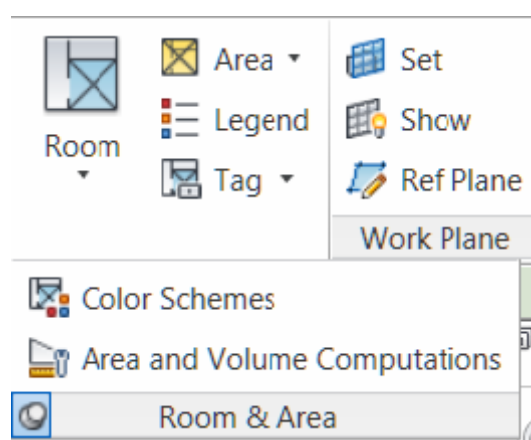 Room
Area
Legend
Tag
Set
Show
Ref Plane
Work Plane
Color Schemes
Area and Volume Computations
Room & Area